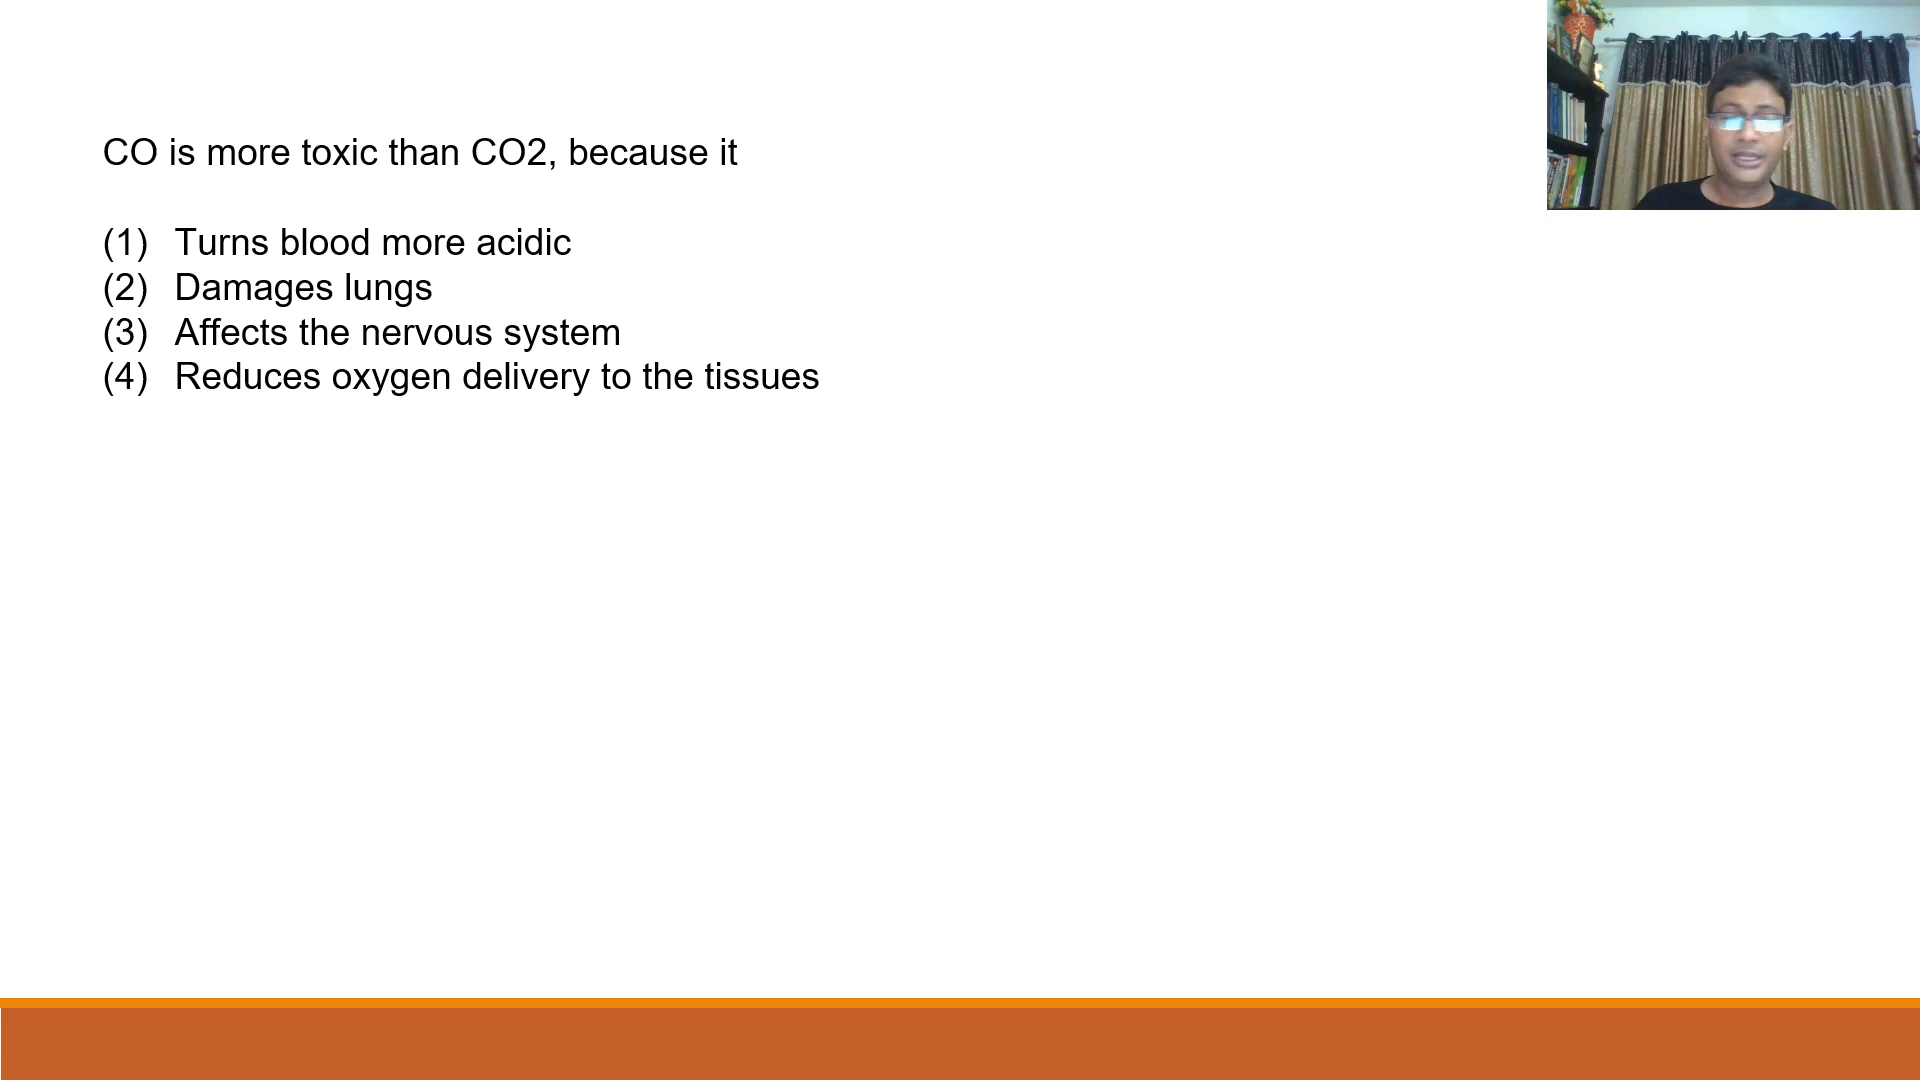 CO is more toxic than CO2, because it
(1) Turns blood more acidic
(2) Damages lungs
(3) Affects the nervous system
(4) Reduces oxygen delivery to the tissues